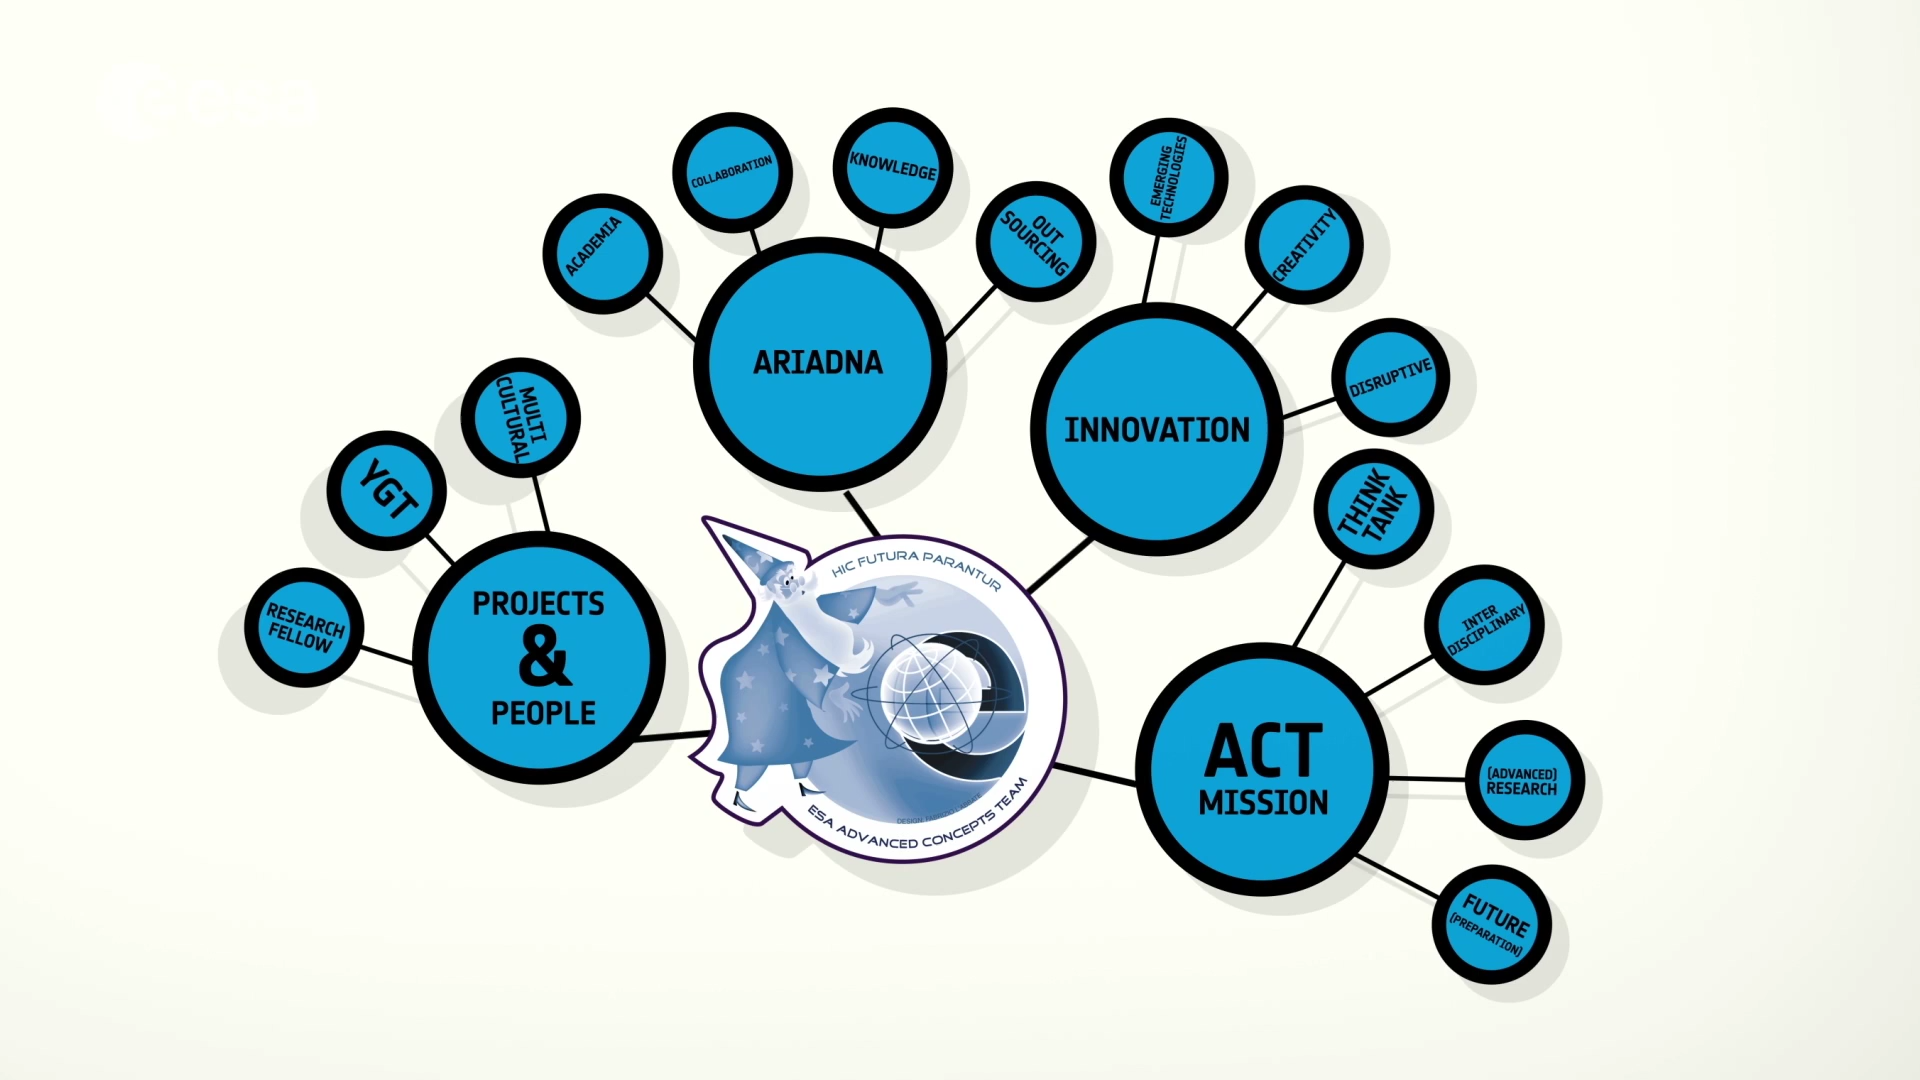 esa
COLLABORATION
KNOWLEDGE
ACADEMIA
OUT
SOURCING
ARIADNA
EMERGING
TECHNOLOGIES
CREATIVITY
DISRUPTIVE
INNOVATION
MULTI
CULTURAL
YGT
RESEARCH
FELLOW
PROJECTS
&
PEOPLE
HIC FUTURA PARANTUR
ESA ADVANCED CONCEPTS TEAM
THINK
TANK
INTER
DISCIPLINARY
(ADVANCED)
RESEARCH
FUTURE
(PREPARATION)
ACT
MISSION